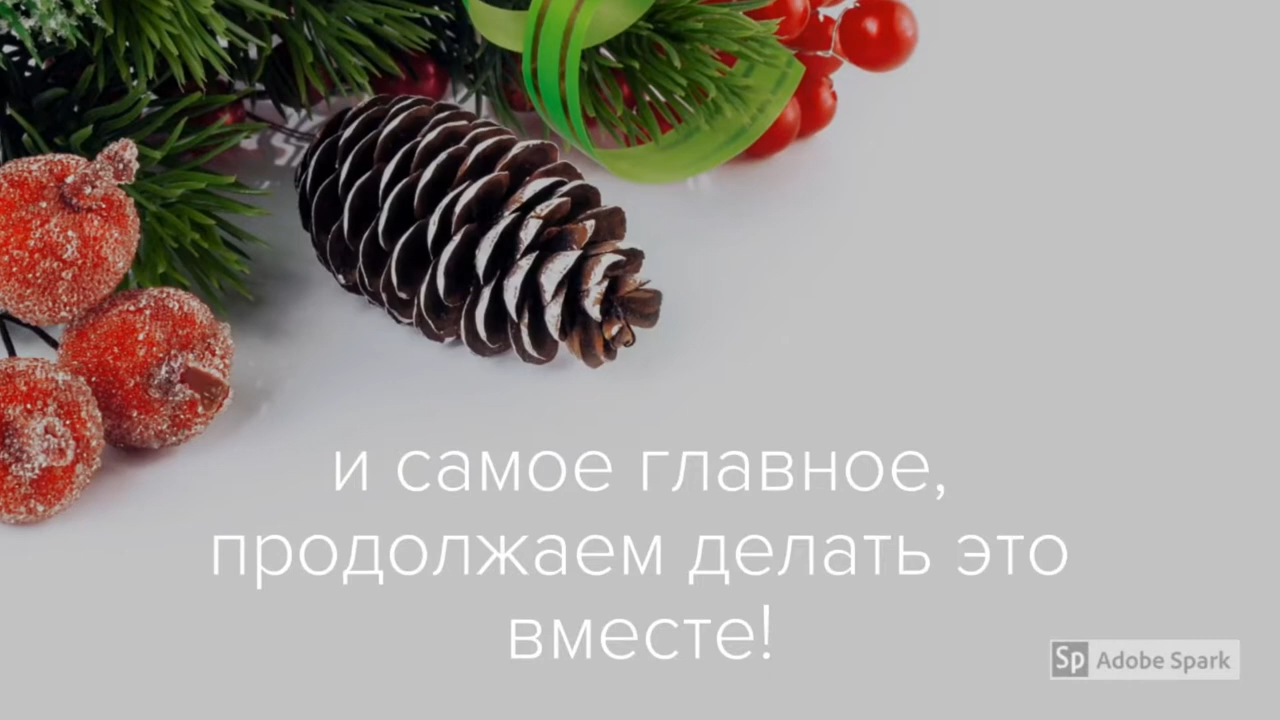 и самое главное,
продолжаем делать это
вместе!
Sp Adobe Spark